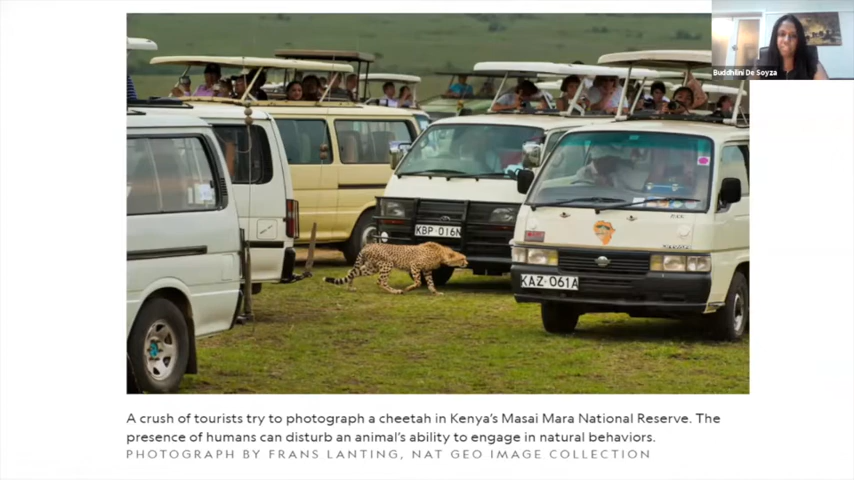 Buddhilini De Soyza
KBP 016N
KAZ 061A
A crush of tourists try to photograph a cheetah in Kenya's Masai Mara National Reserve. The
presence of humans can disturb an animal's ability to engage in natural behaviors.
PHOTOGRAPH BY FRANS LANTING, NAT GEO IMAGE COLLECTION